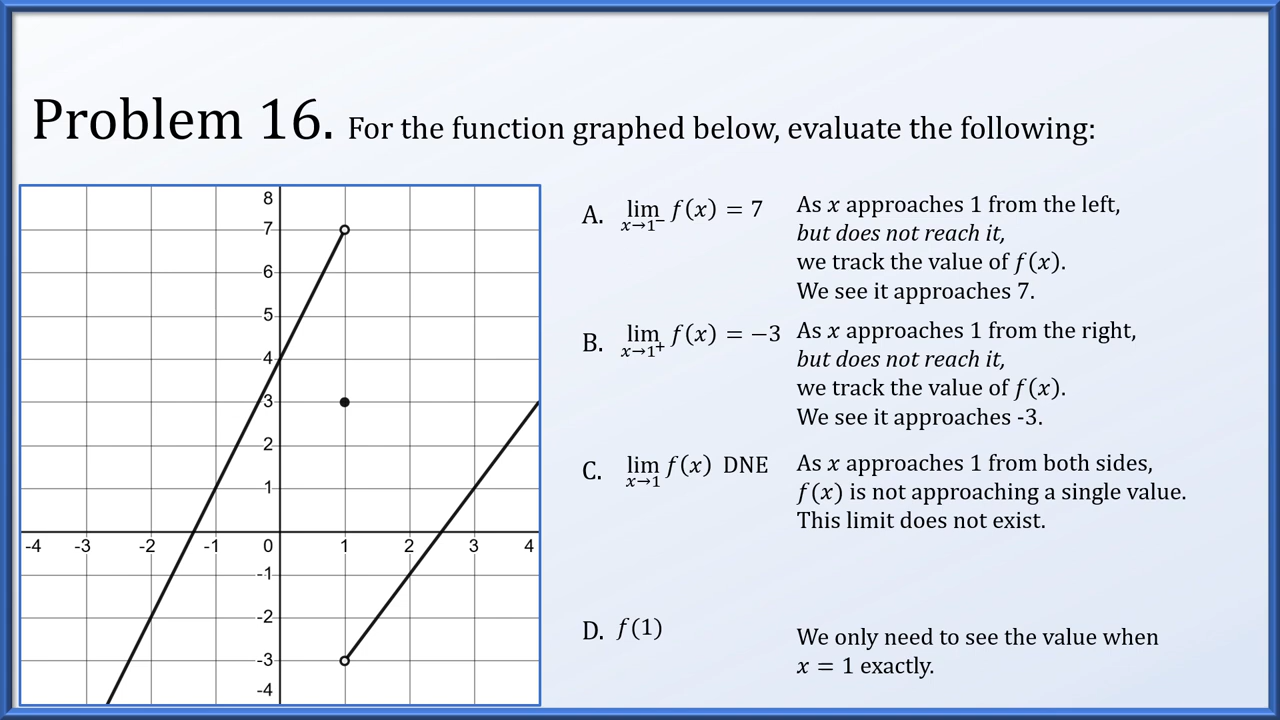 Problem 16. For the function graphed below, evaluate the following:
8
7
6
5
4
3
2
1
-4 -3 -2 -1 0 1 2 3 4
-1
-2
-3
-4
A. lim x→1⁻ f(x) = 7
As x approaches 1 from the left,
but does not reach it,
we track the value of f(x).
We see it approaches 7.
B. lim x→1⁺ f(x) = −3
As x approaches 1 from the right,
but does not reach it,
we track the value of f(x).
We see it approaches -3.
C. lim x→1 f(x) DNE
As x approaches 1 from both sides,
f(x) is not approaching a single value.
This limit does not exist.
D. f(1)
We only need to see the value when
x = 1 exactly.